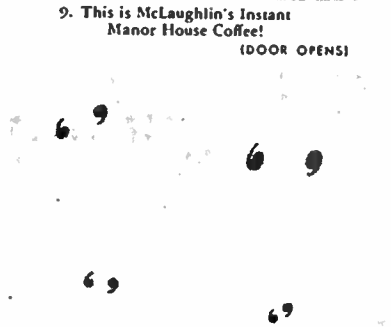 9. This is McLaughlin's Instant
Manor House Coffee!
(DOOR OPENS)
‘ ’
‘ ’
‘ ’
‘ ’